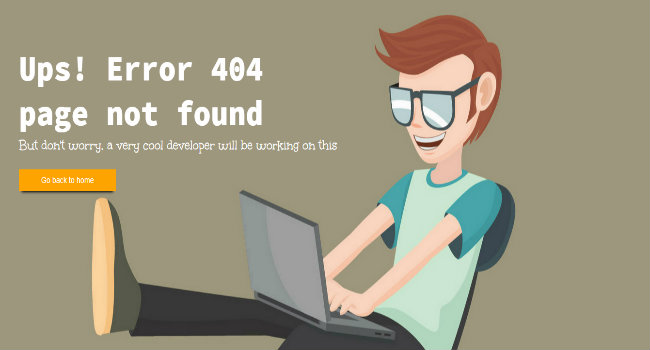 Ups! Error 404
page not found
But don't worry, a very cool developer will be working on this
Go back to home